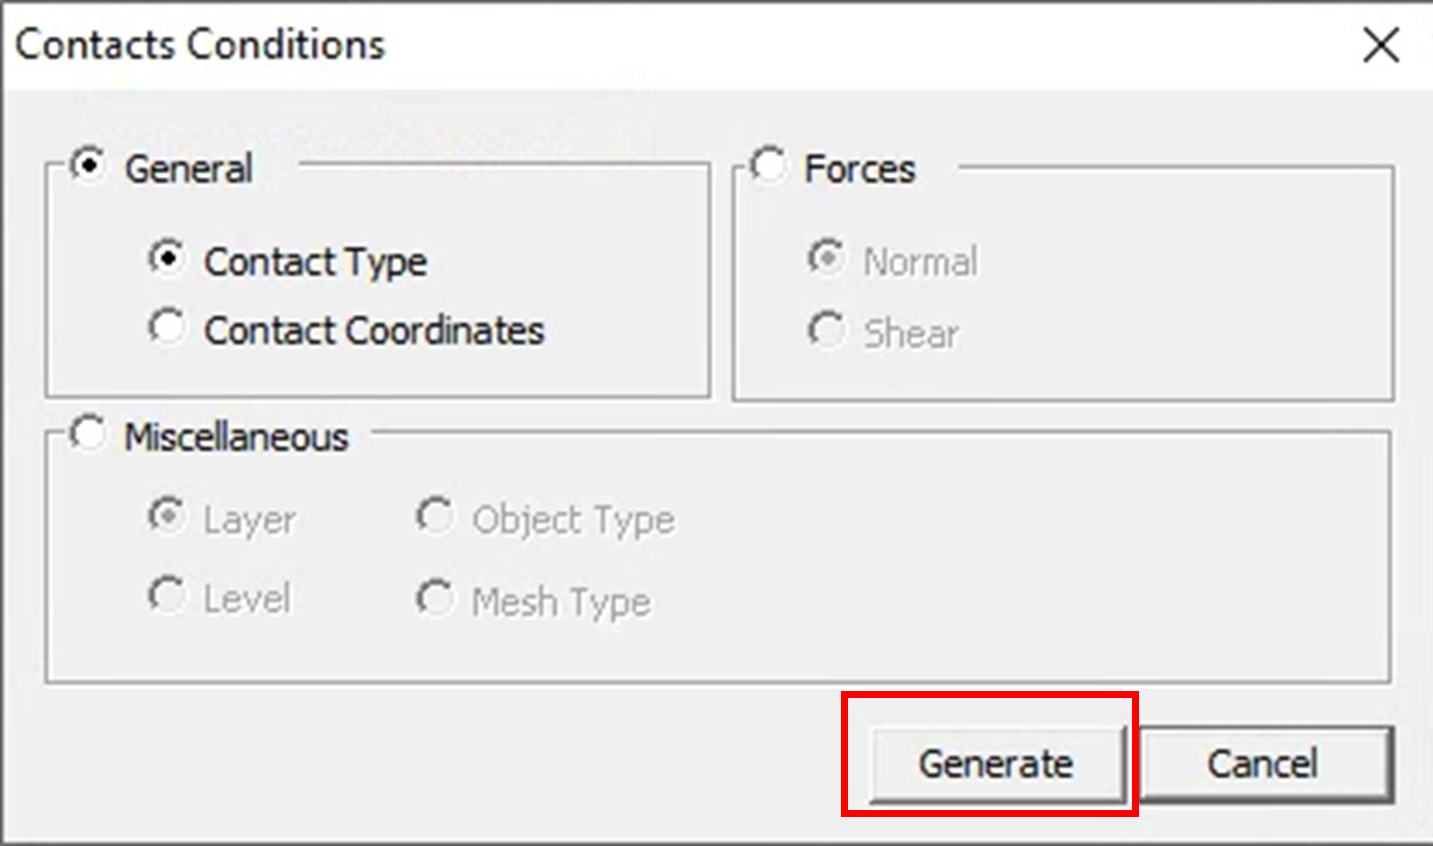 Contacts Conditions
General
Forces
Contact Type
Normal
Contact Coordinates
Shear
Miscellaneous
Layer
Object Type
Level
Mesh Type
Generate
Cancel